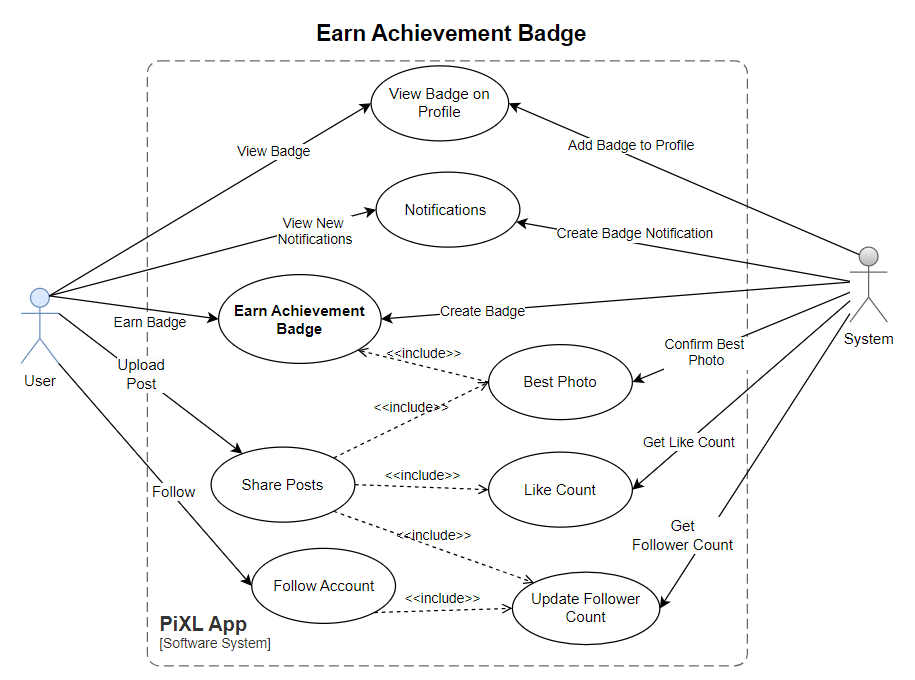 Earn Achievement Badge
View Badge on
Profile
View Badge
Add Badge to Profile
Notifications
View New
Notifications
Create Badge Notification
Earn Achievement
Badge
Earn Badge
Create Badge
User
System
<<include>>
Upload
Post
Best Photo
Confirm Best
Photo
<<include>>
Get Like Count
Share Posts
<<include>>
Like Count
Follow
<<include>>
Get
Follower Count
Follow Account
<<include>>
Update Follower
Count
PiXL App
[Software System]